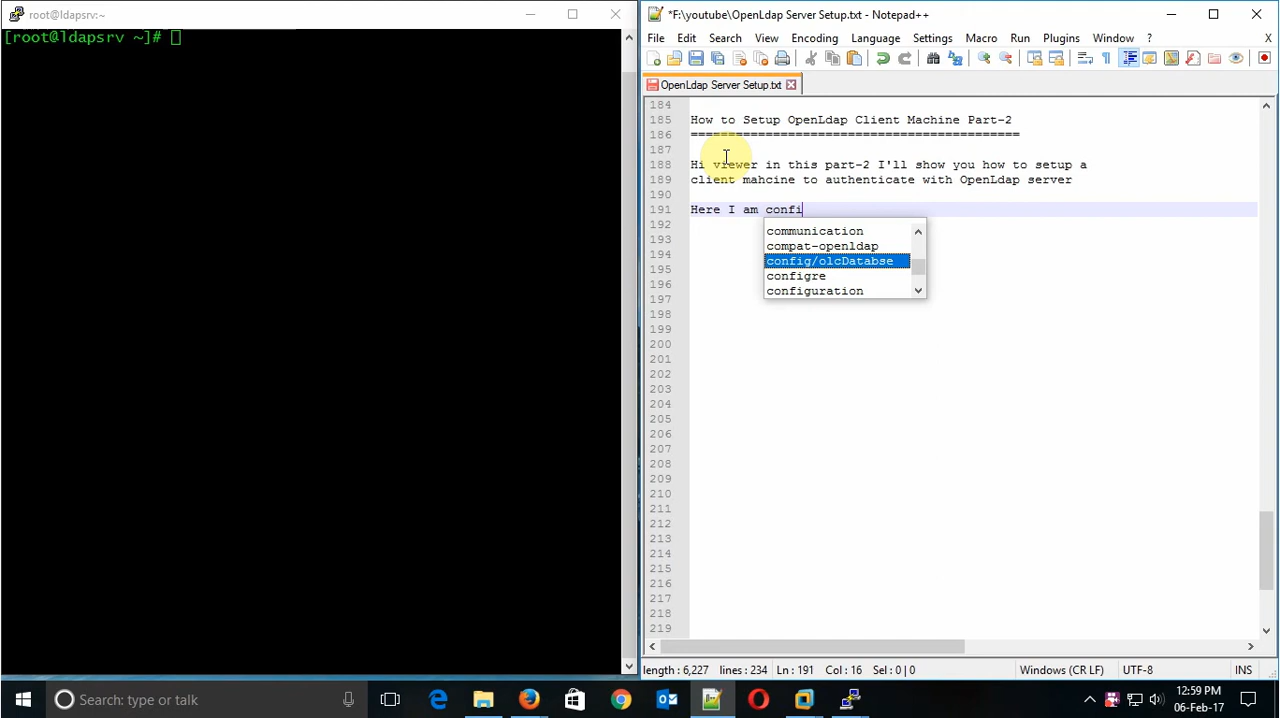 root@ldapsrv:~
[root@ldapsrv ~]#
*F:\youtube\OpenLdap Server Setup.txt - Notepad++
File Edit Search View Encoding Language Settings Macro Run Plugins Window ? X
OpenLdap Server Setup.txt
184
185 How to Setup OpenLdap Client Machine Part-2
186 ============================================
187
188 Hi viewer in this part-2 I'll show you how to setup a
189 client mahcine to authenticate with OpenLdap server
190
191 Here I am confi
192
communication
193
compat-openldap
194
config/olcDatabse
195
configre
196
configuration
197
198
199
200
201
202
203
204
205
206
207
208
209
210
211
212
213
214
215
216
217
218
219
length : 6,227 lines : 234 Ln : 191 Col : 16 Sel : 0 | 0 Windows (CR LF) UTF-8 INS
Search: type or talk
12:59 PM
06-Feb-17